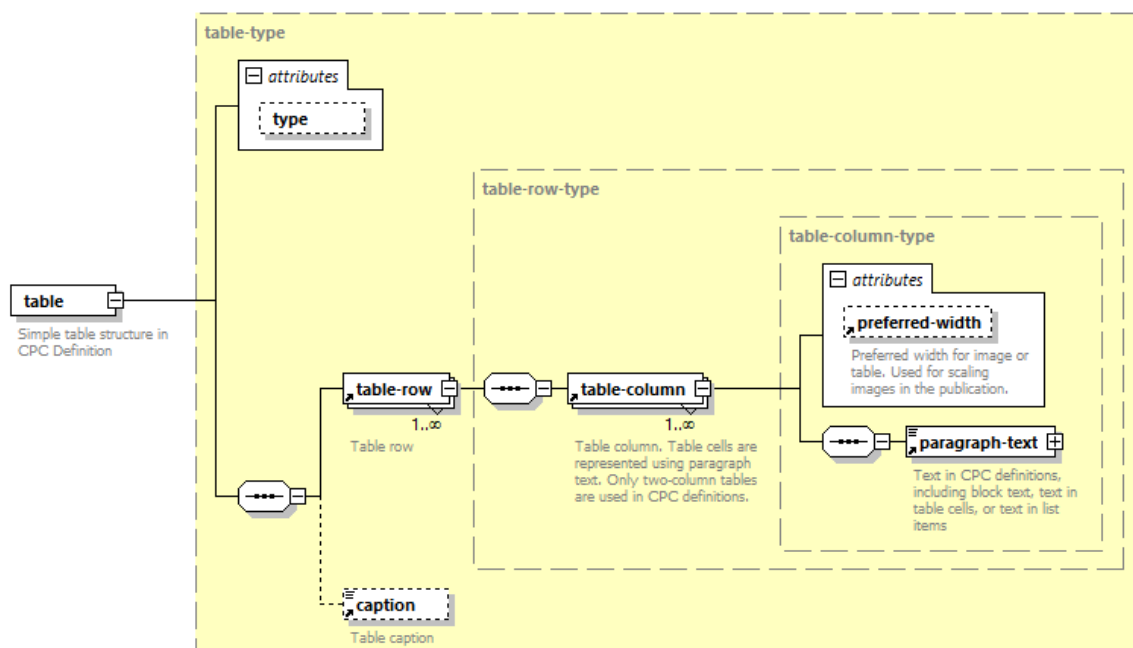 table-type
attributes
type
table-row-type
table-column-type
attributes
table
preferred-width
Simple table structure in
CPC Definition
Preferred width for image or
table. Used for scaling
images in the publication.
table-row
table-column
1..∞
1..∞
Table row
Table column. Table cells are
represented using paragraph
text. Only two-column tables
are used in CPC definitions.
paragraph-text
Text in CPC definitions,
including block text, text in
table cells, or text in list
items
caption
Table caption